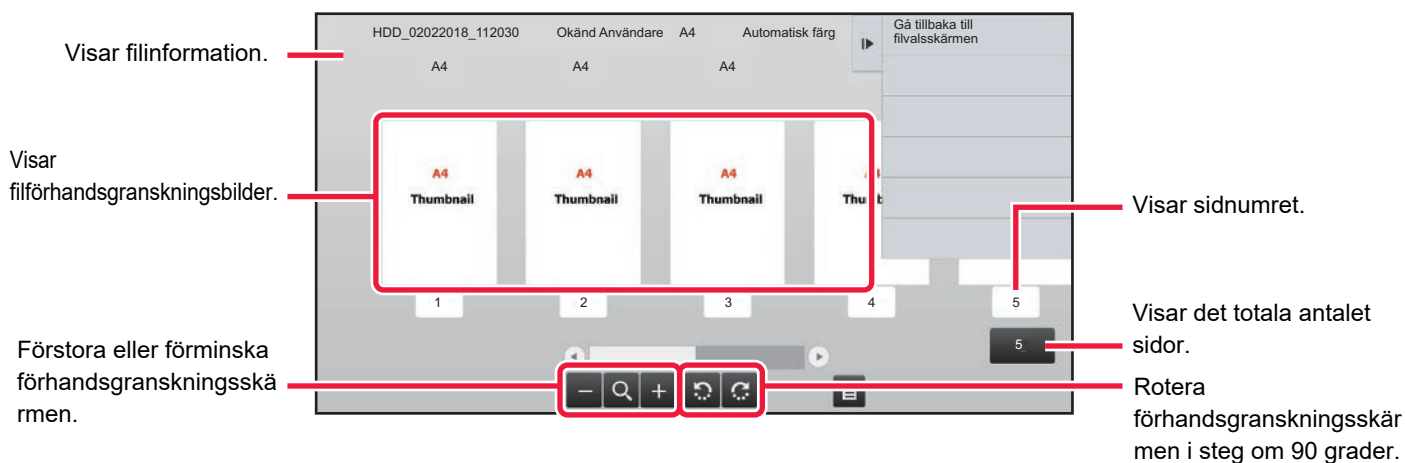 Visar filinformation.
HDD_02022018_112030 Okänd Användare A4 Automatisk färg
Gå tillbaka till
filvalsskärmen
A4 A4 A4
Visar
filförhandsgranskningsbilder.
A4 A4 A4
Thumbnail Thumbnail Thumbnail
Visar sidnumret.
1 2 3 4 5
Visar det totala antalet
sidor.
5
Förstora eller förminska
förhandsgranskningsskä
rmen.
Rotera
förhandsgranskningsskär
men i steg om 90 grader.